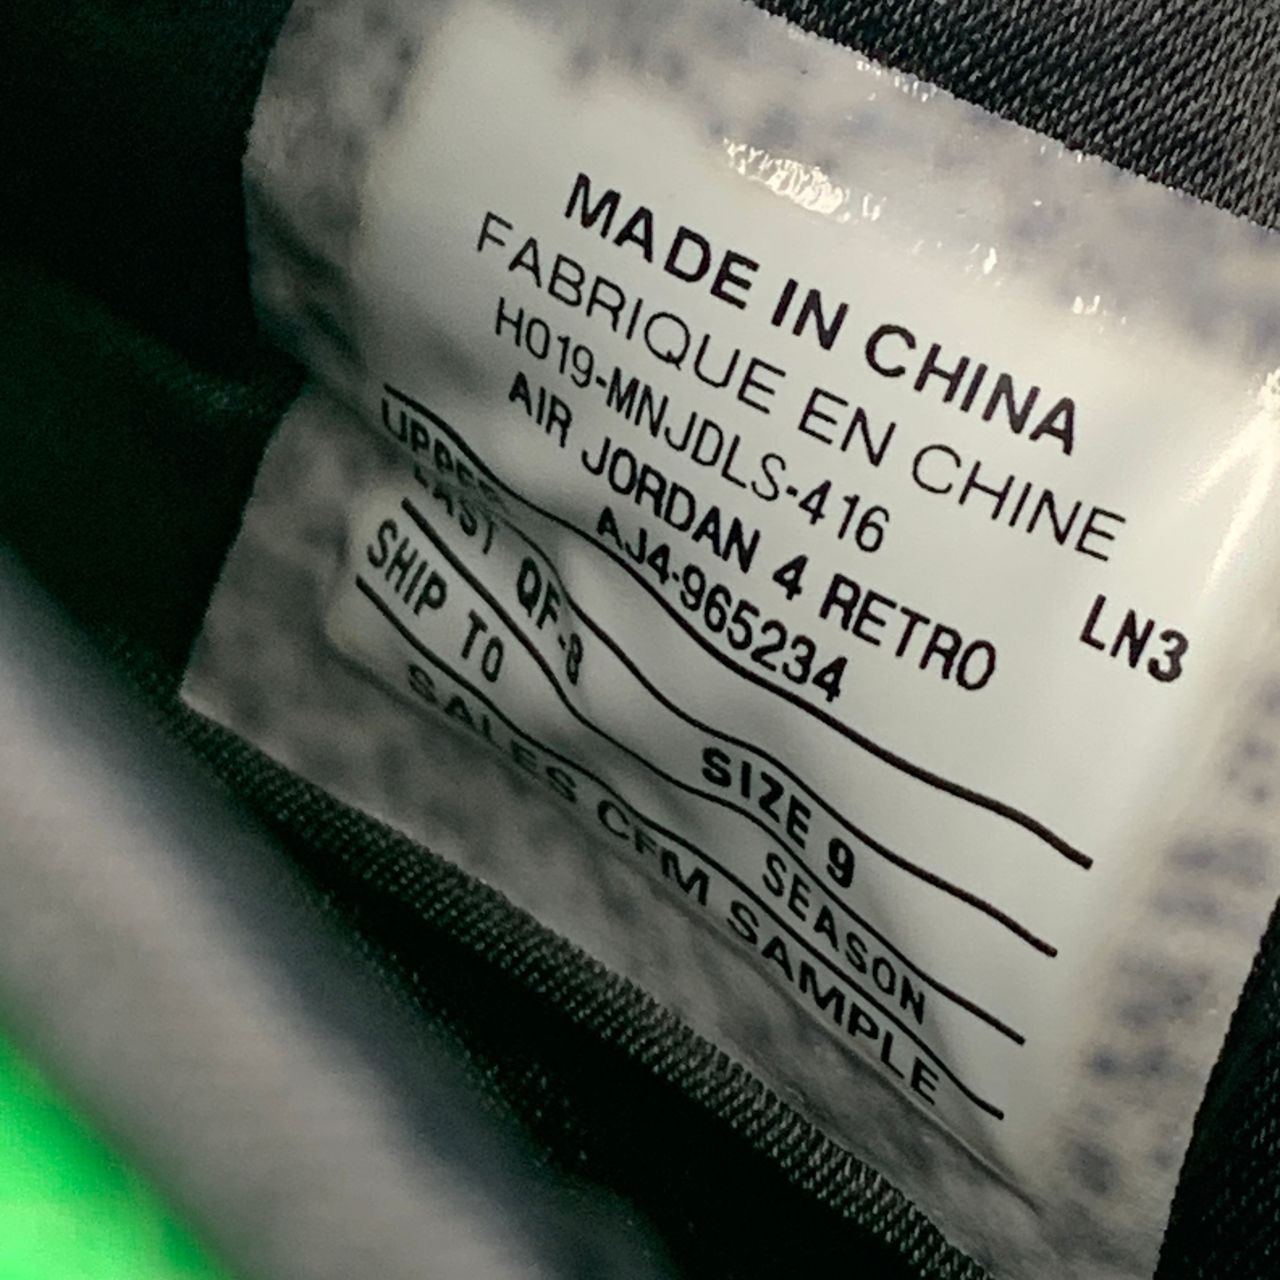 MADE IN CHINA
FABRIQUE EN CHINE
H019-MNJDLS-416
AIR JORDAN 4 RETRO LN3
AJ4-965234
UPPER
LAST QF-8 SIZE 9
SHIP TO SEASON
SALES CFM SAMPLE